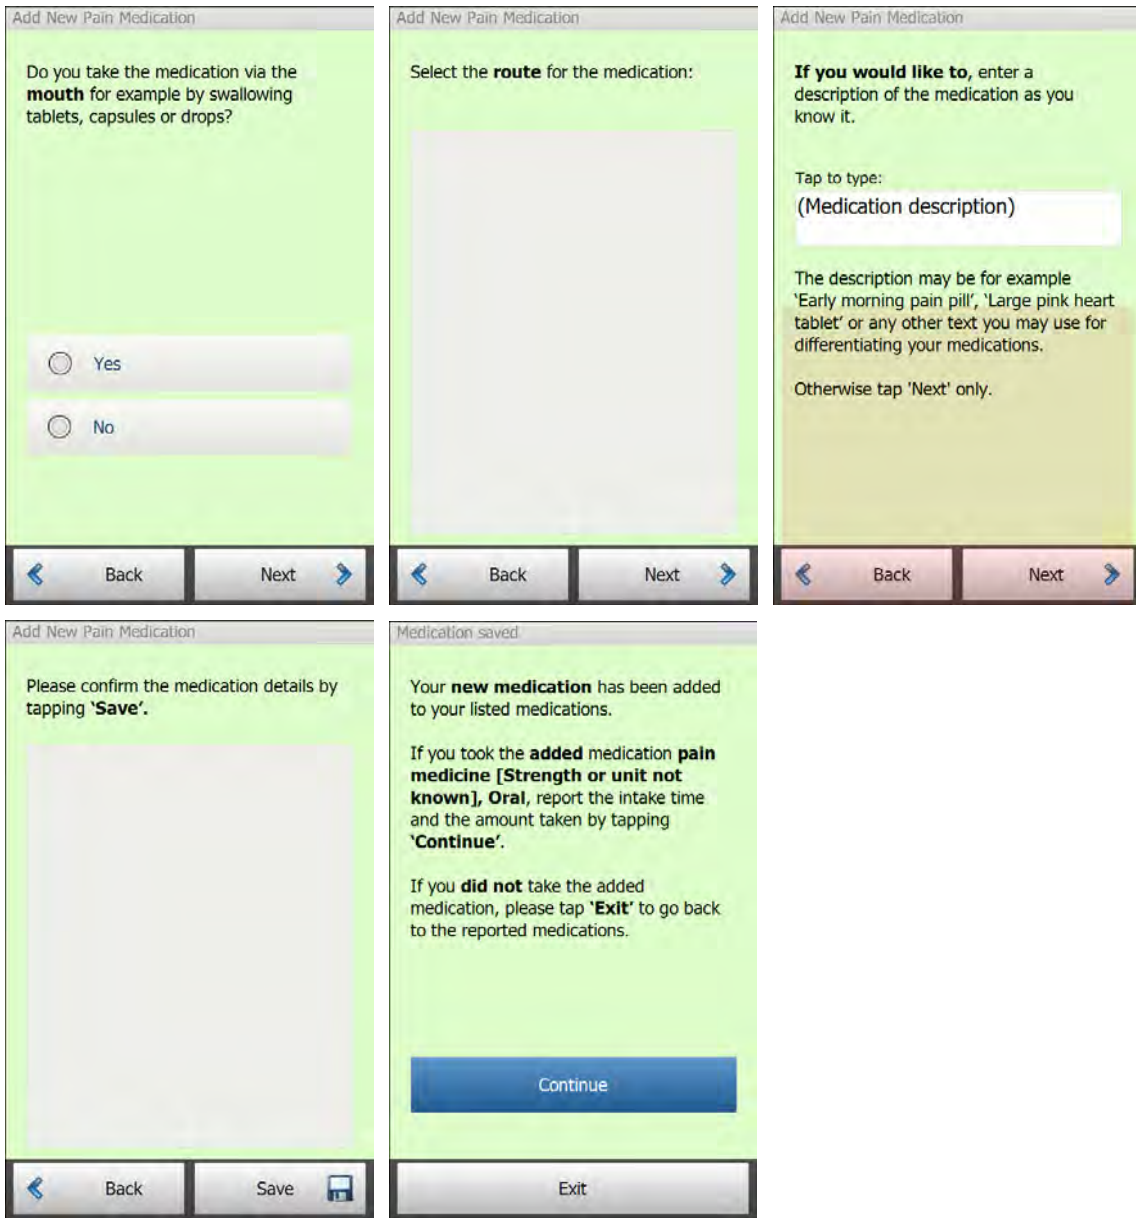 Add New Pain Medication
Do you take the medication via the
mouth for example by swallowing
tablets, capsules or drops?
Yes
No
Back
Next
Add New Pain Medication
Select the route for the medication:
Back
Next
Add New Pain Medication
If you would like to, enter a
description of the medication as you
know it.
Tap to type:
(Medication description)
The description may be for example
‘Early morning pain pill’, ‘Large pink heart
tablet’ or any other text you may use for
differentiating your medications.
Otherwise tap 'Next' only.
Back
Next
Add New Pain Medication
Please confirm the medication details by
tapping ‘Save’.
Back
Save
Medication saved
Your new medication has been added
to your listed medications.
If you took the added medication pain
medicine [Strength or unit not
known], Oral, report the intake time
and the amount taken by tapping
‘Continue’.
If you did not take the added
medication, please tap ‘Exit’ to go back
to the reported medications.
Continue
Exit